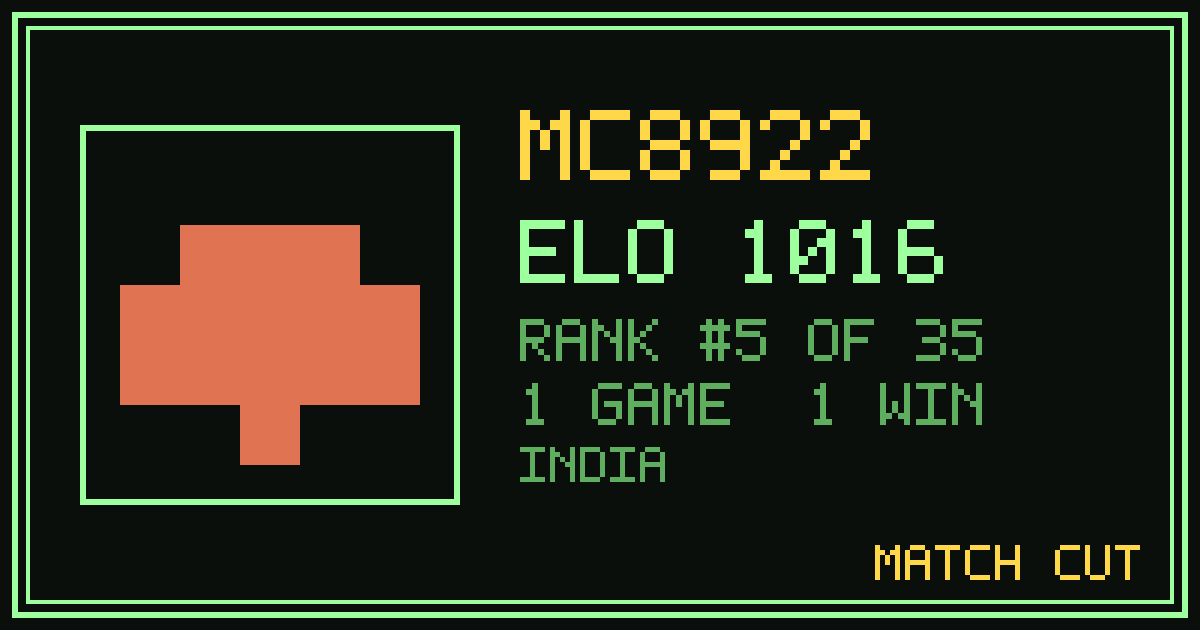 MC8922
ELO 1016
RANK #5 OF 35
1 GAME  1 WIN
INDIA
MATCH CUT